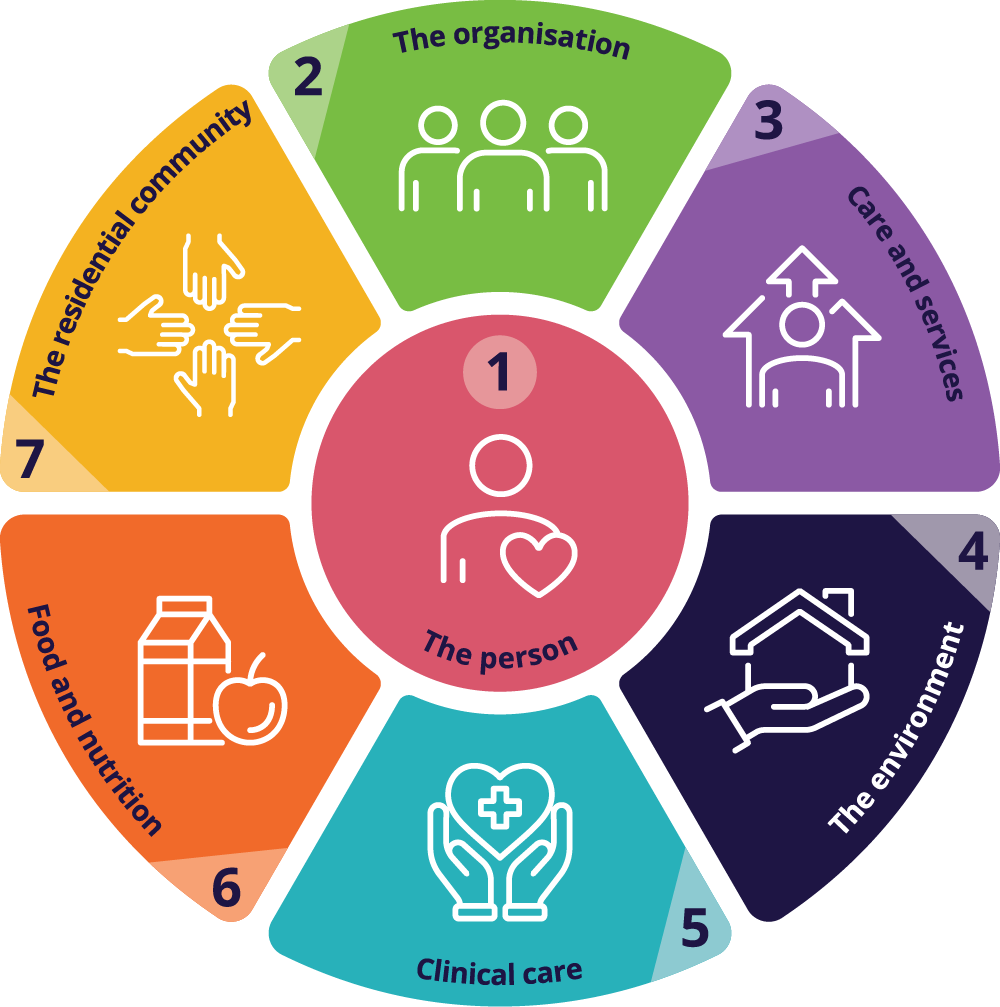 1
The person
2
The organisation
3
Care and services
4
The environment
5
Clinical care
6
Food and nutrition
7
The residential community